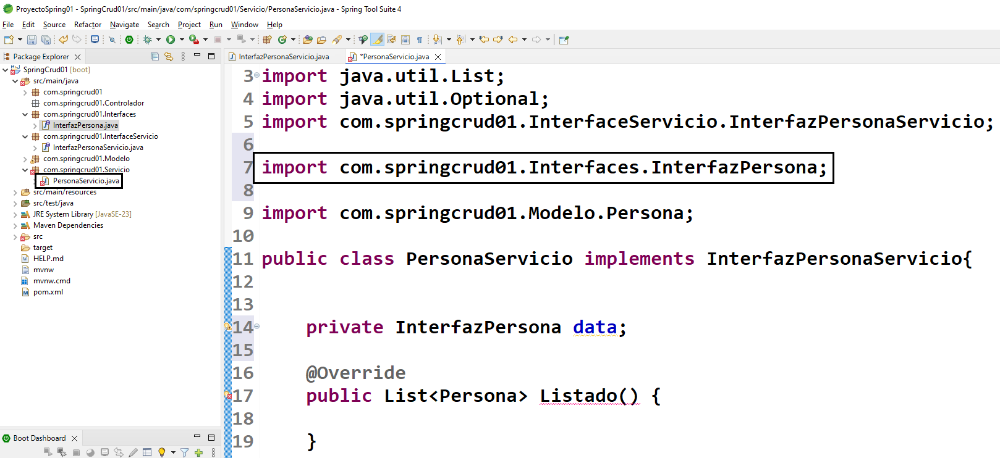 ProyectoSpring01 - SpringCrud01/src/main/java/com/springcrud01/Servicio/PersonaServicio.java - Spring Tool Suite 4
File Edit Source Refactor Navigate Search Project Run Window Help
Package Explorer
SpringCrud01 [boot]
src/main/java
com.springcrud01
com.springcrud01.Controlador
com.springcrud01.Interfaces
InterfazPersona.java
com.springcrud01.InterfaceServicio
InterfazPersonaServicio.java
com.springcrud01.Modelo
com.springcrud01.Servicio
PersonaServicio.java
src/main/resources
src/test/java
JRE System Library [JavaSE-23]
Maven Dependencies
src
target
HELP.md
mvnw
mvnw.cmd
pom.xml
Boot Dashboard
InterfazPersonaServicio.java *PersonaServicio.java
3 import java.util.List;
4 import java.util.Optional;
5 import com.springcrud01.InterfaceServicio.InterfazPersonaServicio;
6
7 import com.springcrud01.Interfaces.InterfazPersona;
8
9 import com.springcrud01.Modelo.Persona;
10
11 public class PersonaServicio implements InterfazPersonaServicio{
12
13
14 private InterfazPersona data;
15
16 @Override
17 public List<Persona> Listado() {
18
19 }